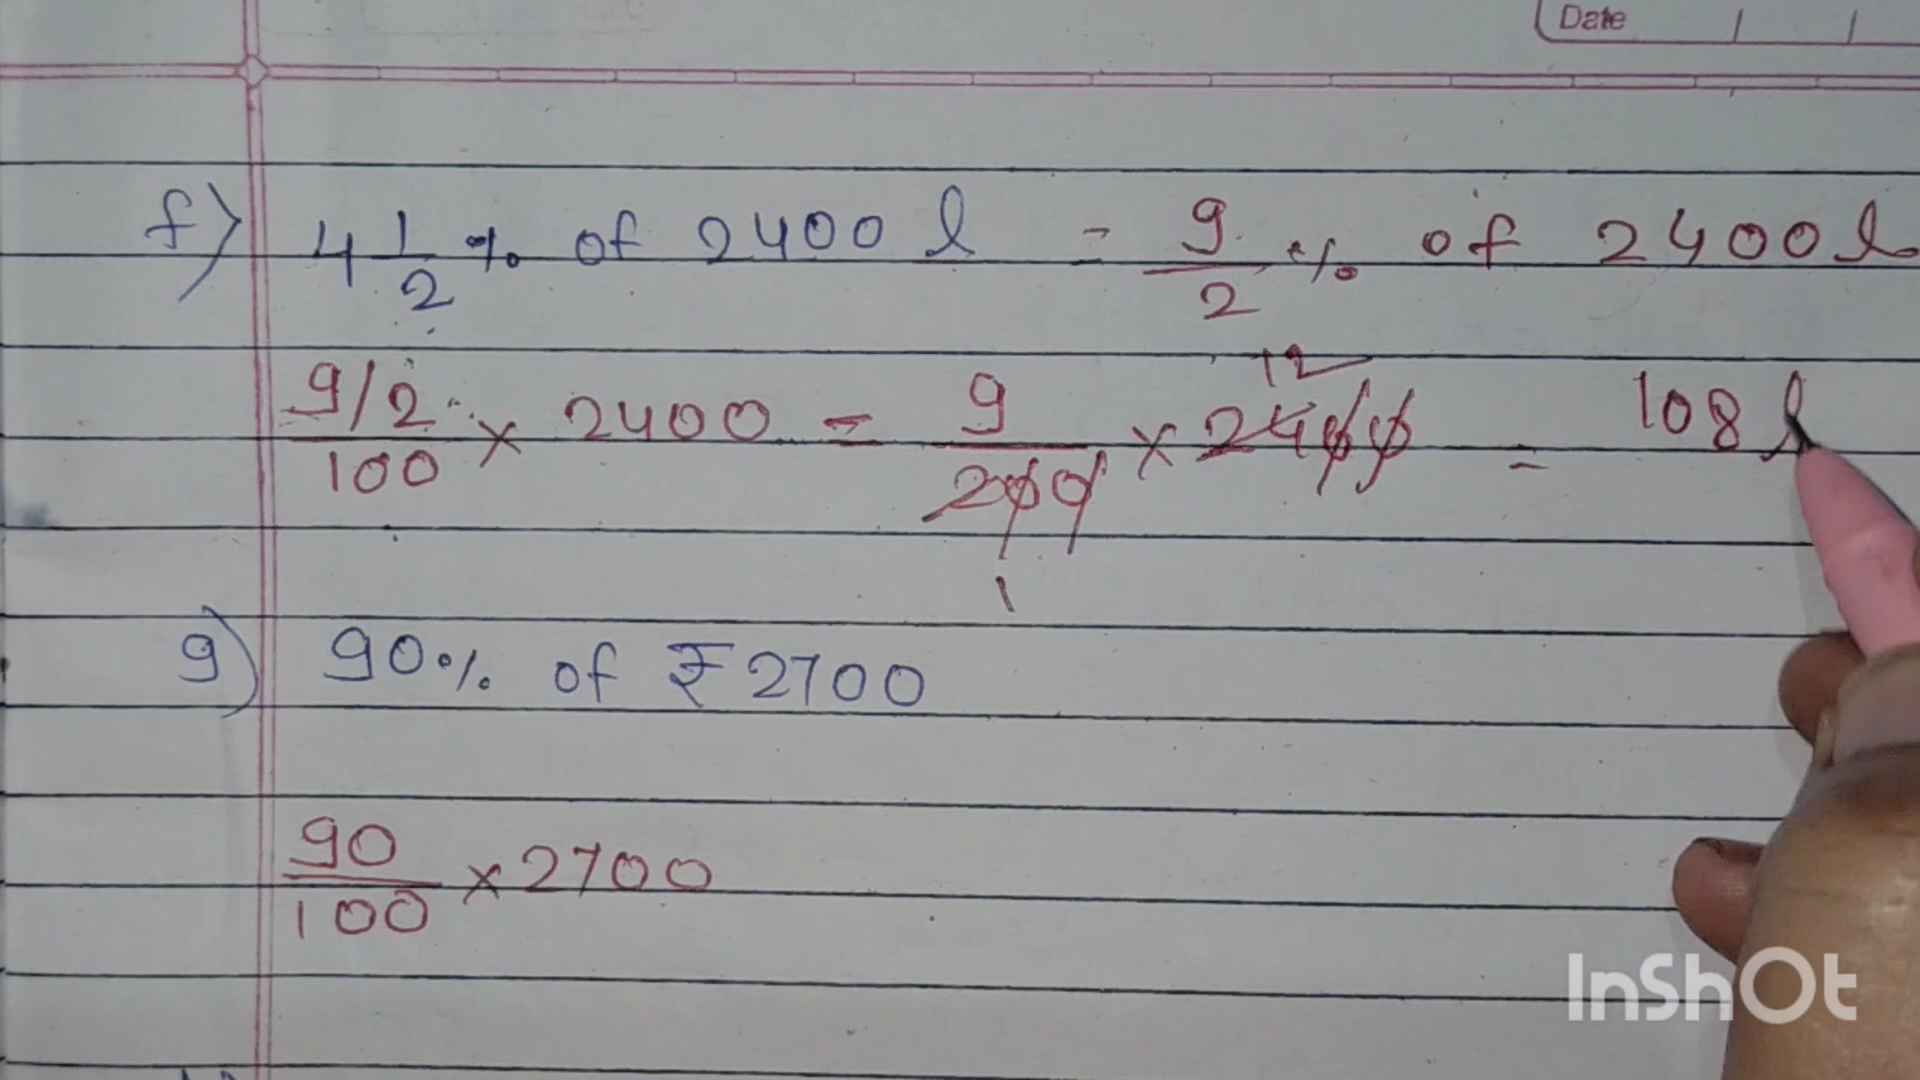 Date
f) 4 1/2 % of 2400 l = 9/2 % of 2400 l
12
9/2/100 × 2400 = 9/200 × 2400 = 108 l
1
g) 90% of ₹2700
90/100 × 2700
InShOt